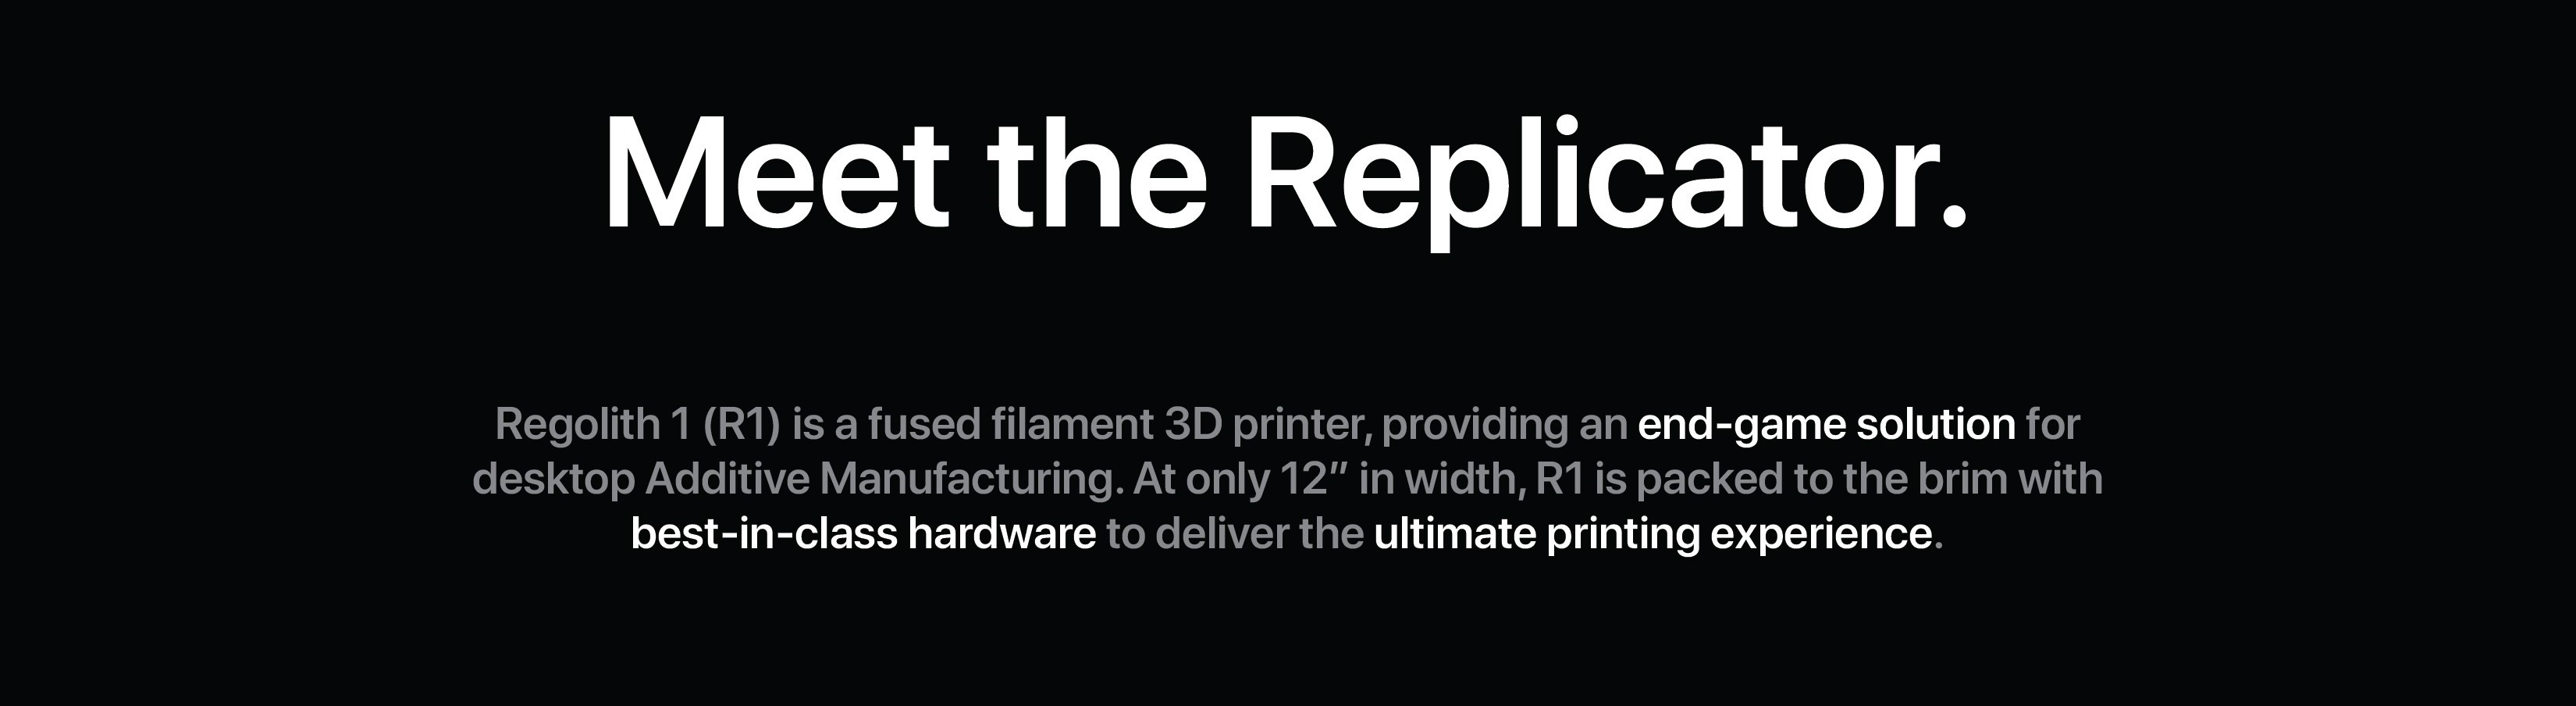 Meet the Replicator.
Regolith 1 (R1) is a fused filament 3D printer, providing an end-game solution for
desktop Additive Manufacturing. At only 12” in width, R1 is packed to the brim with
best-in-class hardware to deliver the ultimate printing experience.